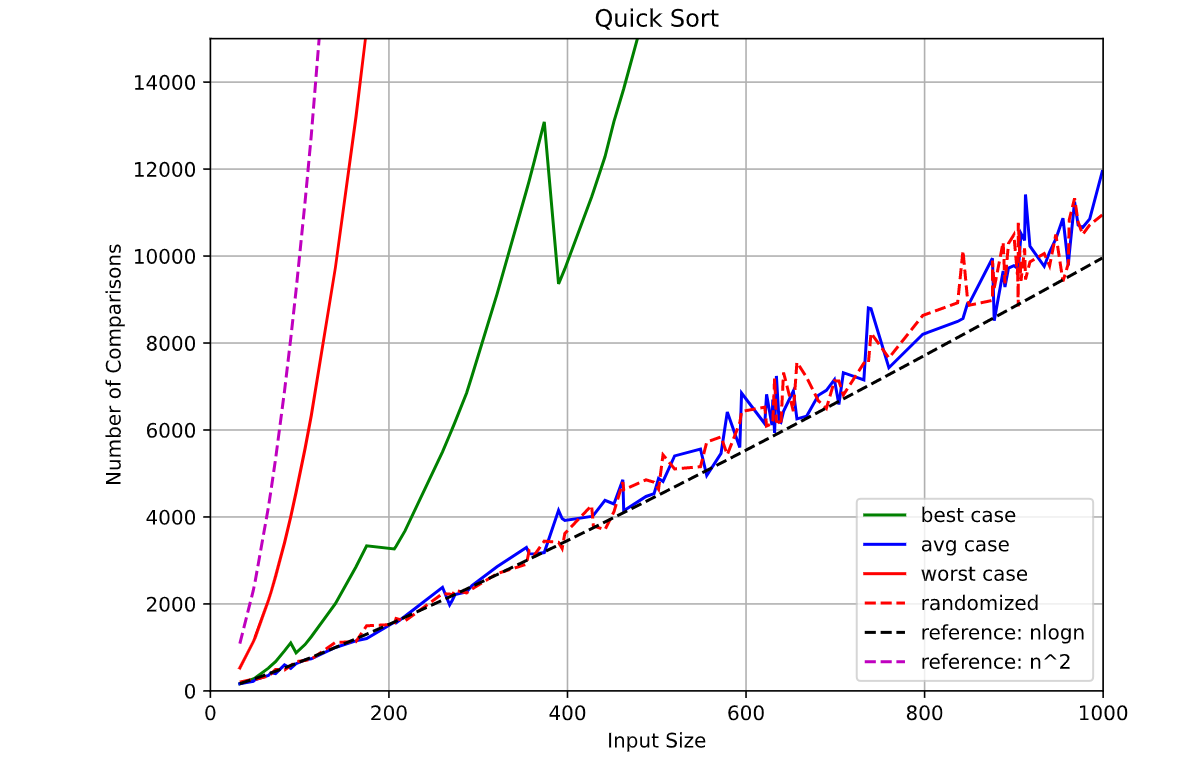 Quick Sort
Number of Comparisons
14000
12000
10000
8000
6000
4000
2000
0
best case
avg case
worst case
randomized
reference: nlogn
reference: n^2
0 200 400 600 800 1000
Input Size